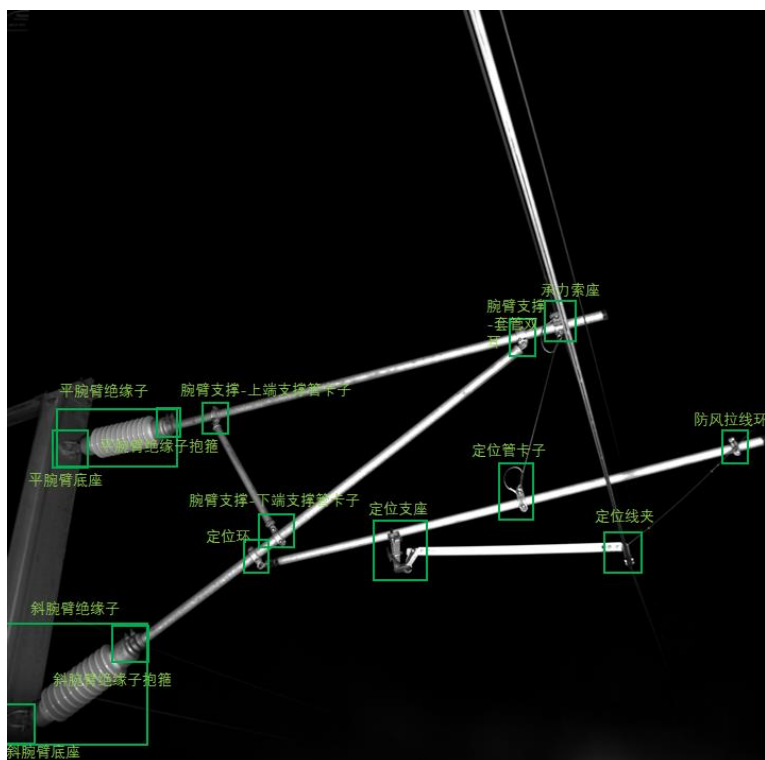 承力索座
腕臂支撑
-套管双
耳
平腕臂绝缘子
腕臂支撑-上端支撑管卡子
防风拉线环
平腕臂绝缘子抱箍
定位管卡子
平腕臂底座
腕臂支撑-下端支撑管卡子
定位支座
定位线夹
定位环
斜腕臂绝缘子
斜腕臂绝缘子抱箍
斜腕臂底座